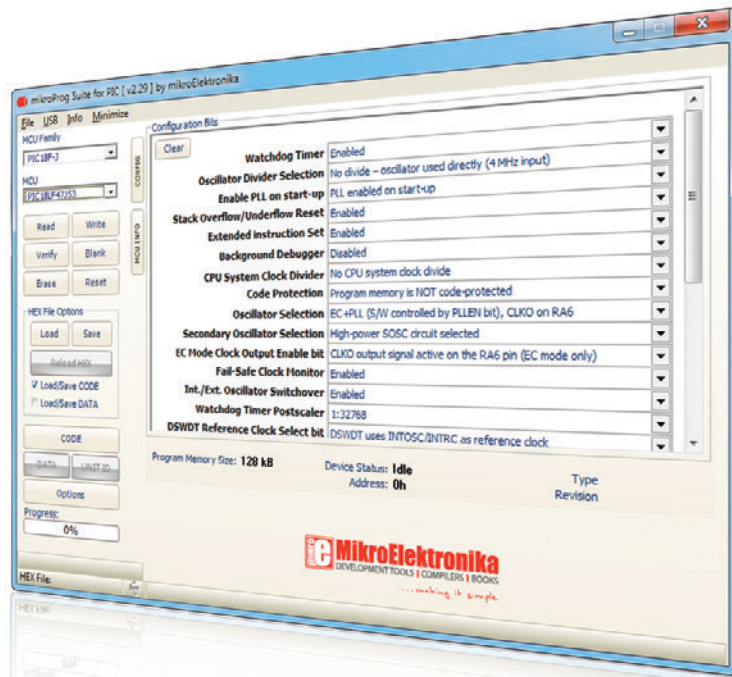 mikroProg Suite for PIC [ v2.29 ] by mikroElektronika
File USB Info Minimize
MCU Family
PIC18F-J
MCU
PIC18LF47J53
Read Write
Verify Blank
Erase Reset
HEX File Options
Load Save
Reload HEX
Load/Save CODE
Load/Save DATA
CODE
DATA UNIT ID
Options
Progress:
0%
HEX File:
CONFIG
MCU INFO
Configuration Bits
Clear
Watchdog Timer Enabled
Oscillator Divider Selection No divide – oscillator used directly (4 MHz input)
Enable PLL on start-up PLL enabled on start-up
Stack Overflow/Underflow Reset Enabled
Extended instruction Set Enabled
Background Debugger Disabled
CPU System Clock Divider No CPU system clock divide
Code Protection Program memory is NOT code-protected
Oscillator Selection EC+PLL (S/W controlled by PLLEN bit), CLKO on RA6
Secondary Oscillator Selection High-power SOSC circuit selected
EC Mode Clock Output Enable bit CLKO output signal active on the RA6 pin (EC mode only)
Fail-Safe Clock Monitor Enabled
Int./Ext. Oscillator Switchover Enabled
Watchdog Timer Postscaler 1:32768
DSWDT Reference Clock Select bit DSWDT uses INTOSC/INTRC as reference clock
Program Memory Size: 128 kB Device Status: Idle Type
Address: 0h Revision
MikroElektronika
DEVELOPMENT TOOLS | COMPILERS | BOOKS
...making it simple